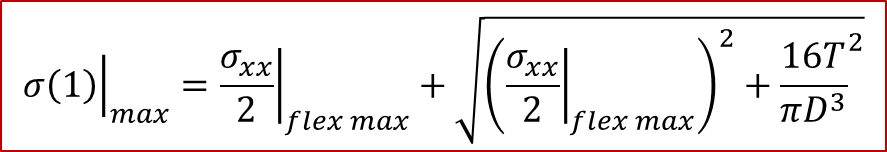 σ(1)|max = σxx/2|flex max + √((σxx/2|flex max)² + 16T²/πD³)